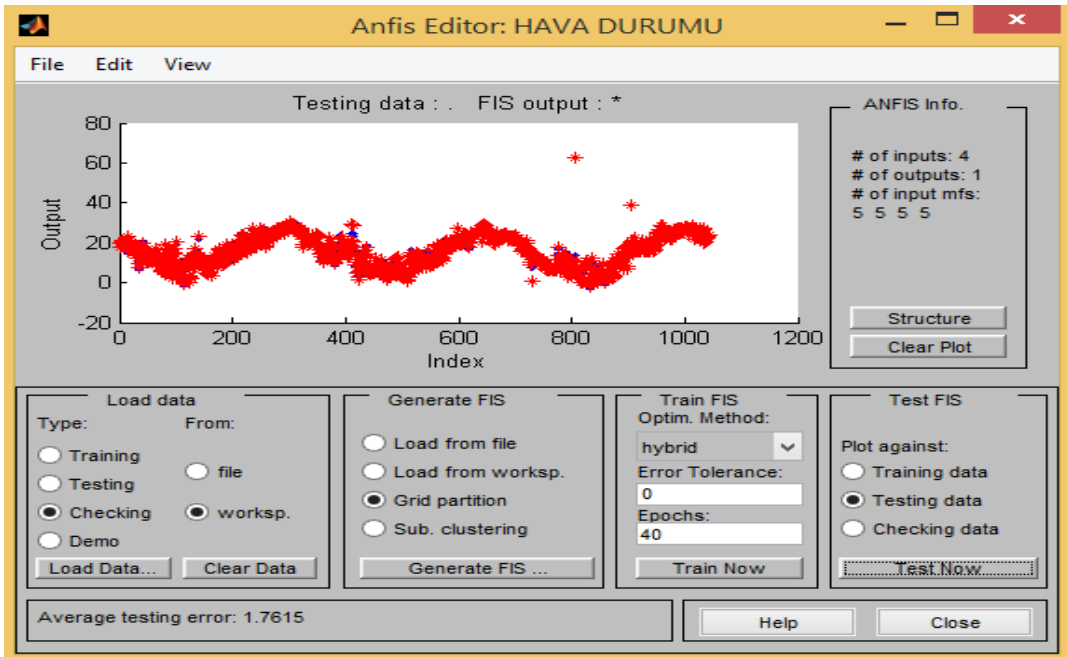 Anfis Editor: HAVA DURUMU
File Edit View
Testing data : . FIS output : *
80
60
40
20
0
-20
Output
0 200 400 600 800 1000 1200
Index
ANFIS Info.
# of inputs: 4
# of outputs: 1
# of input mfs:
5 5 5 5
Structure
Clear Plot
Load data
Type: From:
Training
Testing
Checking
Demo
file
worksp.
Load Data... Clear Data
Generate FIS
Load from file
Load from worksp.
Grid partition
Sub. clustering
Generate FIS ...
Train FIS
Optim. Method:
hybrid
Error Tolerance:
0
Epochs:
40
Train Now
Test FIS
Plot against:
Training data
Testing data
Checking data
Test Now
Average testing error: 1.7615
Help Close